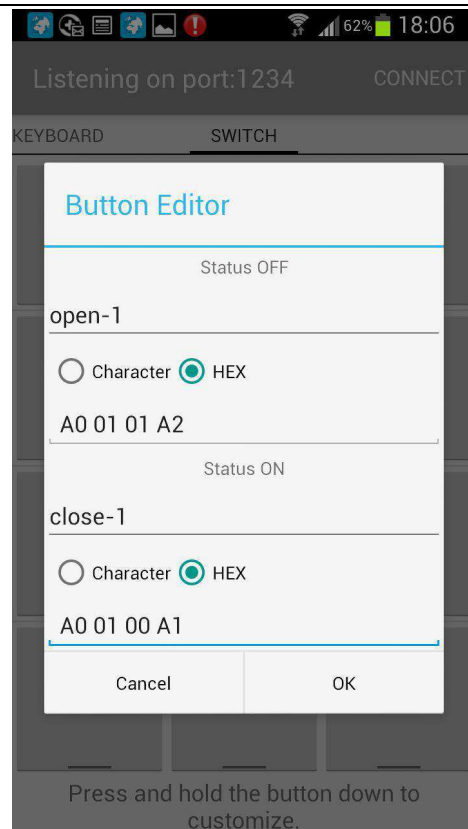 62% 18:06
Listening on port:1234 CONNECT
KEYBOARD SWITCH
Button Editor
Status OFF
open-1
Character HEX
A0 01 01 A2
Status ON
close-1
Character HEX
A0 01 00 A1
Cancel OK
Press and hold the button down to
customize.